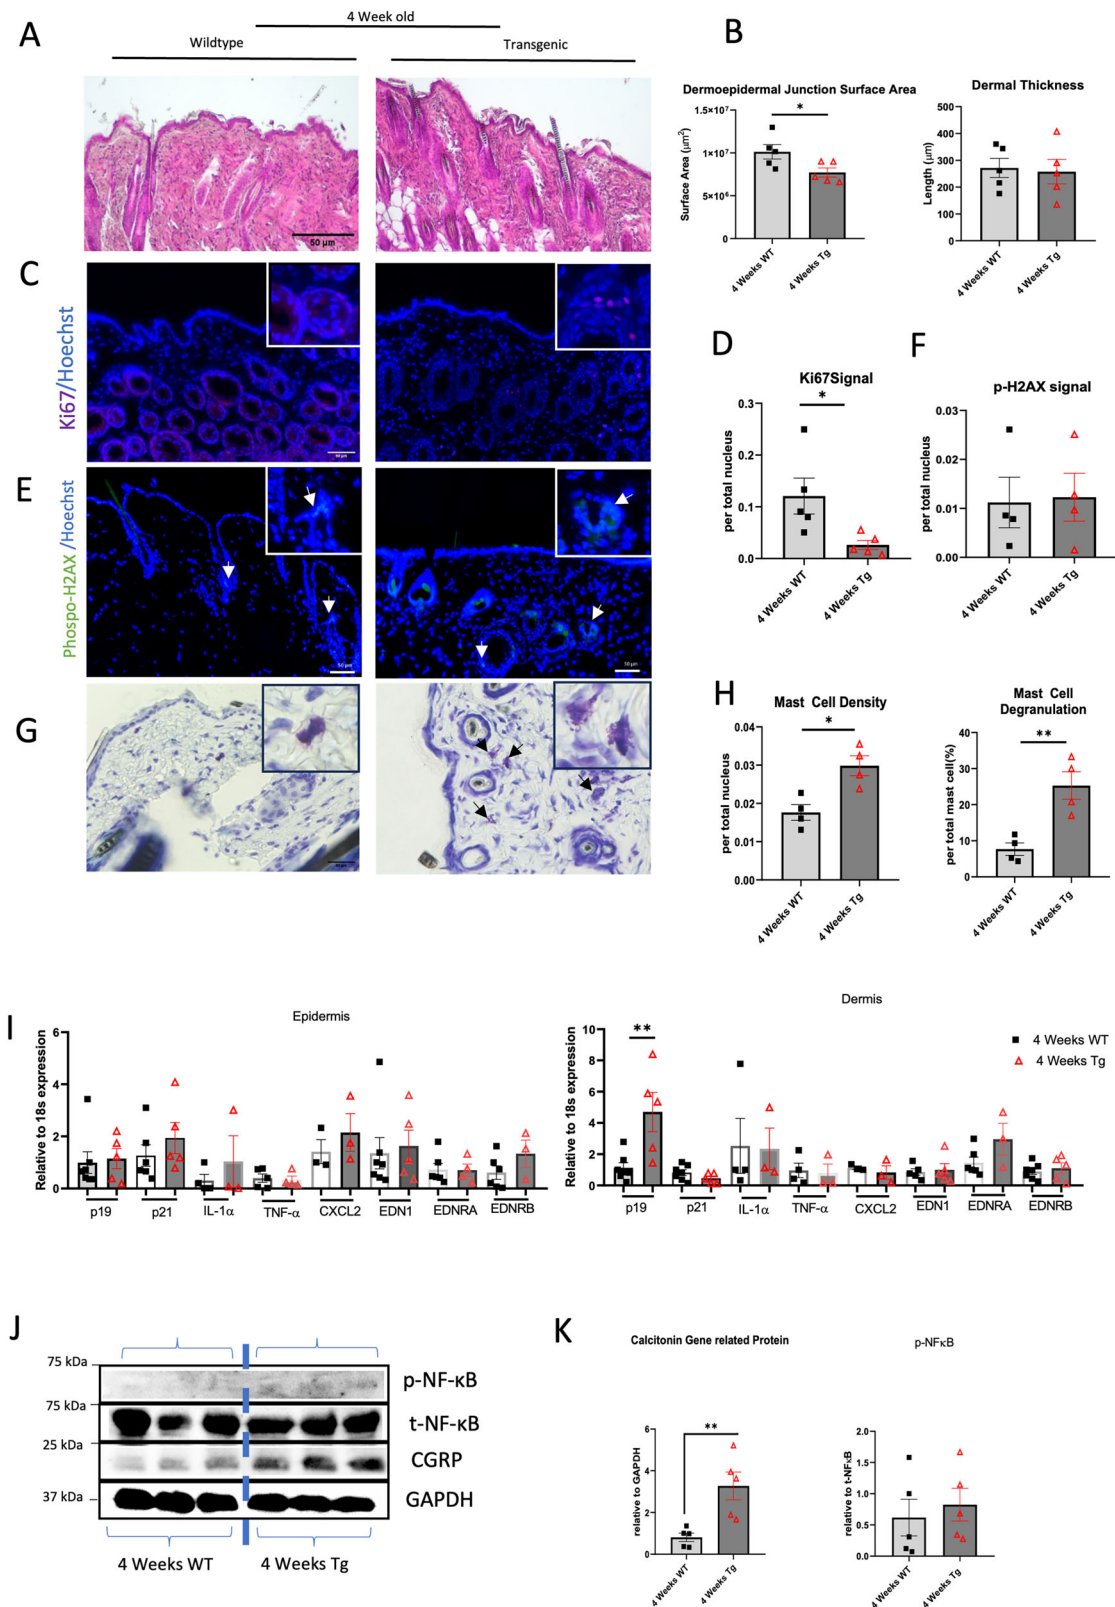 4 Week old
A
Wildtype
Transgenic
50 µm
B
Dermoepidermal Junction Surface Area
1.5×10⁷
1.0×10⁷
5.0×10⁶
0
Surface Area (µm²)
*
4 Weeks WT
4 Weeks Tg
Dermal Thickness
500
400
300
200
100
0
Length (µm)
4 Weeks WT
4 Weeks Tg
C
Ki67/Hoechst
D
Ki67Signal
*
0.3
0.2
0.1
0.0
per total nucleus
4 Weeks WT
4 Weeks Tg
F
p-H2AX signal
0.03
0.02
0.01
0.00
per total nucleus
4 Weeks WT
4 Weeks Tg
E
Phospo-H2AX/Hoechst
50 µm
50 µm
G
H
Mast Cell Density
*
0.04
0.03
0.02
0.01
0.00
per total nucleus
4 Weeks WT
4 Weeks Tg
Mast Cell
Degranulation
**
40
30
20
10
0
per total mast cell(%)
4 Weeks WT
4 Weeks Tg
I
Epidermis
6
4
2
0
Relative to 18s expression
p19
p21
IL-1α
TNF-α
CXCL2
EDN1
EDNRA
EDNRB
Dermis
**
10
8
6
4
2
0
Relative to 18s expression
p19
p21
IL-1α
TNF-α
CXCL2
EDN1
EDNRA
EDNRB
4 Weeks WT
4 Weeks Tg
J
75 kDa
p-NF-κB
75 kDa
t-NF-κB
25 kDa
CGRP
37 kDa
GAPDH
4 Weeks WT
4 Weeks Tg
K
Calcitonin Gene related Protein
**
6
4
2
0
relative to GAPDH
4 Weeks WT
4 Weeks Tg
p-NFκB
2.0
1.5
1.0
0.5
0.0
relative to t-NFκB
4 Weeks WT
4 Weeks Tg